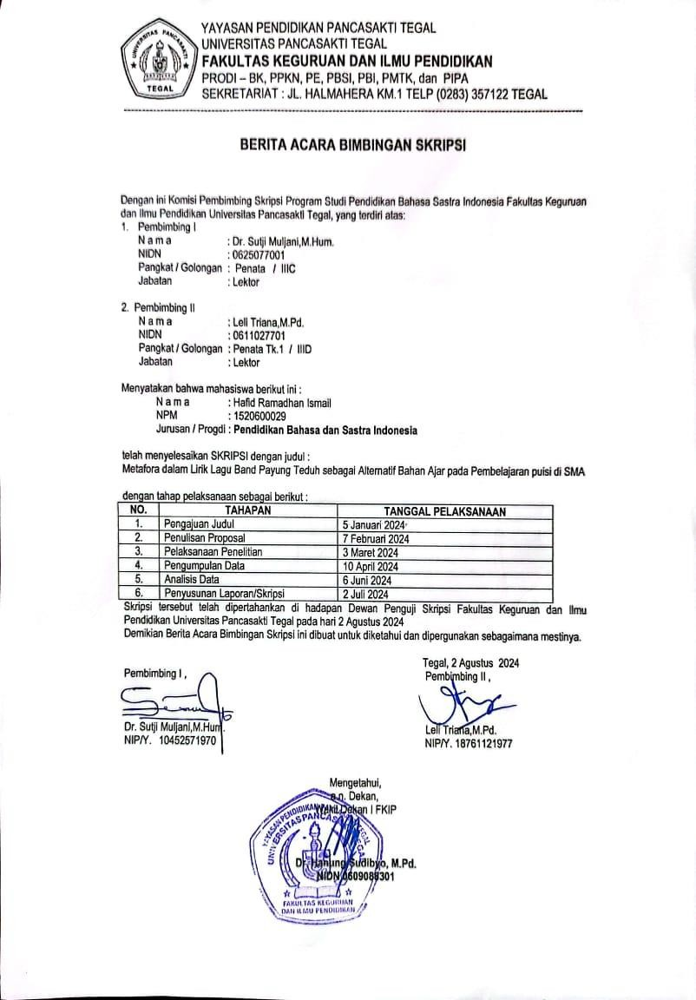 UNIVERSITAS PANCASAKTI
TEGAL
YAYASAN PENDIDIKAN PANCASAKTI TEGAL
UNIVERSITAS PANCASAKTI TEGAL
FAKULTAS KEGURUAN DAN ILMU PENDIDIKAN
PRODI – BK, PPKN, PE, PBSI, PBI, PMTK, dan PIPA
SEKRETARIAT : JL. HALMAHERA KM.1 TELP (0283) 357122 TEGAL
BERITA ACARA BIMBINGAN SKRIPSI
Dengan ini Komisi Pembimbing Skripsi Program Studi Pendidikan Bahasa Sastra Indonesia Fakultas Keguruan
dan Ilmu Pendidikan Universitas Pancasakti Tegal, yang terdiri atas:
1. Pembimbing I
N a m a : Dr. Sutji Muljani,M.Hum.
NIDN : 0625077001
Pangkat / Golongan : Penata / IIIC
Jabatan : Lektor
2. Pembimbing II
N a m a : Leli Triana,M.Pd.
NIDN : 0611027701
Pangkat / Golongan : Penata Tk.1 / IIID
Jabatan : Lektor
Menyatakan bahwa mahasiswa berikut ini :
N a m a : Hafid Ramadhan Ismail
NPM : 1520600029
Jurusan / Progdi : Pendidikan Bahasa dan Sastra Indonesia
telah menyelesaikan SKRIPSI dengan judul :
Metafora dalam Lirik Lagu Band Payung Teduh sebagai Alternatif Bahan Ajar pada Pembelajaran puisi di SMA
dengan tahap pelaksanaan sebagai berikut :
NO. TAHAPAN TANGGAL PELAKSANAAN
1. Pengajuan Judul 5 Januari 2024
2. Penulisan Proposal 7 Februari 2024
3. Pelaksanaan Penelitian 3 Maret 2024
4. Pengumpulan Data 10 April 2024
5. Analisis Data 6 Juni 2024
6. Penyusunan Laporan/Skripsi 2 Juli 2024
Skripsi tersebut telah dipertahankan di hadapan Dewan Penguji Skripsi Fakultas Keguruan dan Ilmu
Pendidikan Universitas Pancasakti Tegal pada hari 2 Agustus 2024
Demikian Berita Acara Bimbingan Skripsi ini dibuat untuk diketahui dan dipergunakan sebagaimana mestinya.
Tegal, 2 Agustus 2024
Pembimbing I ,
Pembimbing II ,
Dr. Sutji Muljani,M.Hum.
NIP/Y. 10452571970
Leli Triana,M.Pd.
NIP/Y. 18761121977
Mengetahui,
a.n. Dekan,
Wakil Dekan I FKIP
YAYASAN PENDIDIKAN
UNIVERSITAS PANCASAKTI TEGAL
Dr. Hanung Sudibyo, M.Pd.
NIDN 0609088301
FAKULTAS KEGURUAN
DAN ILMU PENDIDIKAN